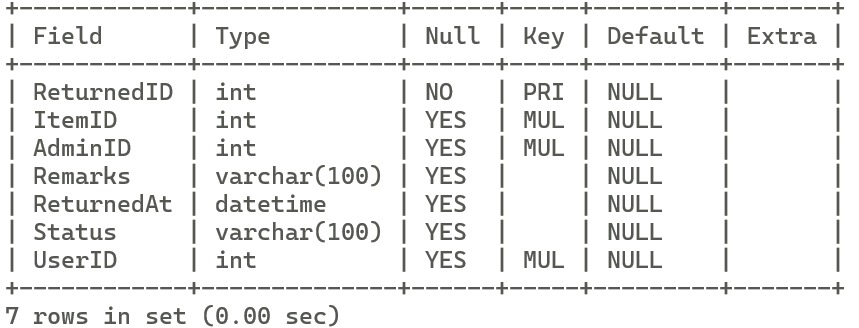 +------------+--------------+------+-----+---------+-------+
| Field      | Type         | Null | Key | Default | Extra |
+------------+--------------+------+-----+---------+-------+
| ReturnedID | int          | NO   | PRI | NULL    |       |
| ItemID     | int          | YES  | MUL | NULL    |       |
| AdminID    | int          | YES  | MUL | NULL    |       |
| Remarks    | varchar(100) | YES  |     | NULL    |       |
| ReturnedAt | datetime     | YES  |     | NULL    |       |
| Status     | varchar(100) | YES  |     | NULL    |       |
| UserID     | int          | YES  | MUL | NULL    |       |
+------------+--------------+------+-----+---------+-------+
7 rows in set (0.00 sec)